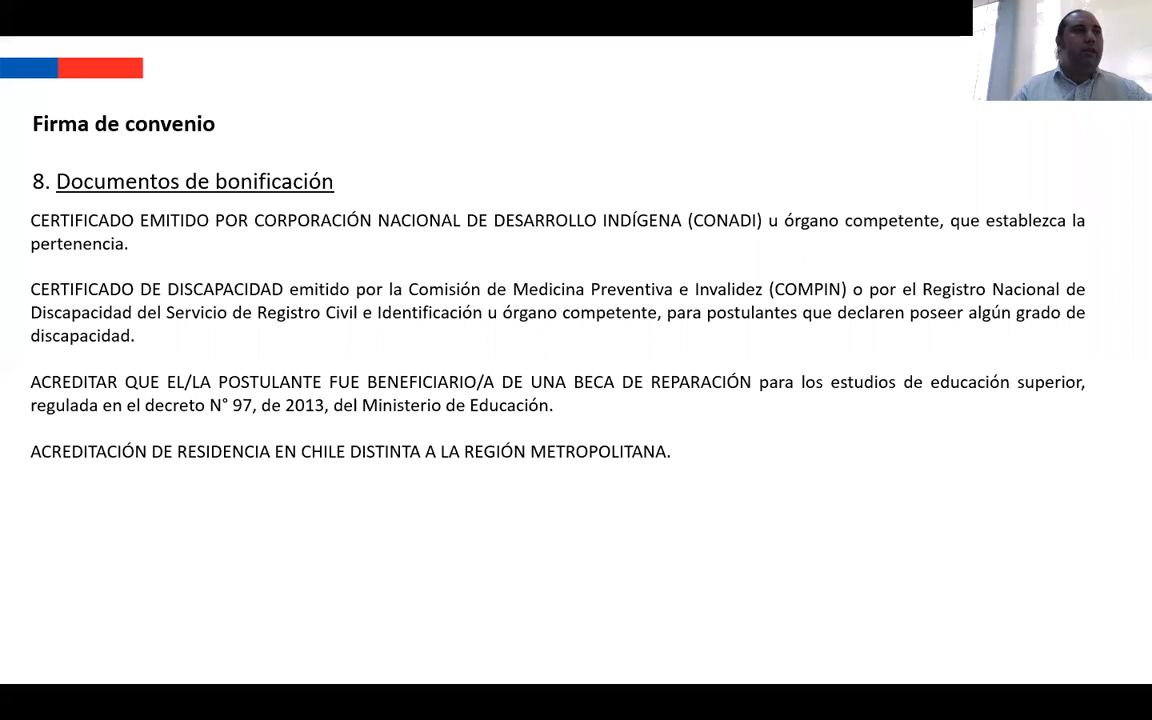 Firma de convenio
8. Documentos de bonificación
CERTIFICADO EMITIDO POR CORPORACIÓN NACIONAL DE DESARROLLO INDÍGENA (CONADI) u órgano competente, que establezca la
pertenencia.
CERTIFICADO DE DISCAPACIDAD emitido por la Comisión de Medicina Preventiva e Invalidez (COMPIN) o por el Registro Nacional de
Discapacidad del Servicio de Registro Civil e Identificación u órgano competente, para postulantes que declaren poseer algún grado de
discapacidad.
ACREDITAR QUE EL/LA POSTULANTE FUE BENEFICIARIO/A DE UNA BECA DE REPARACIÓN para los estudios de educación superior,
regulada en el decreto N° 97, de 2013, del Ministerio de Educación.
ACREDITACIÓN DE RESIDENCIA EN CHILE DISTINTA A LA REGIÓN METROPOLITANA.